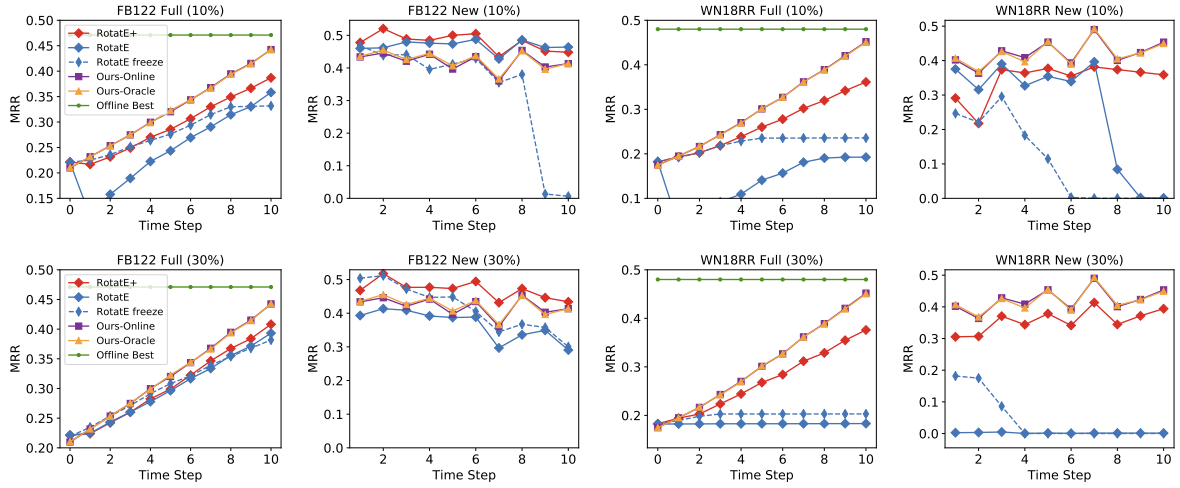 FB122 Full (10%)
0.50
0.45
0.40
0.35
0.30
0.25
0.20
0.15
MRR
RotatE+
RotatE
RotatE freeze
Ours-Online
Ours-Oracle
Offline Best
0 2 4 6 8 10
Time Step
FB122 New (10%)
0.5
0.4
0.3
0.2
0.1
0.0
MRR
2 4 6 8 10
Time Step
WN18RR Full (10%)
0.5
0.4
0.3
0.2
0.1
MRR
0 2 4 6 8 10
Time Step
WN18RR New (10%)
0.5
0.4
0.3
0.2
0.1
0.0
MRR
2 4 6 8 10
Time Step
FB122 Full (30%)
0.50
0.45
0.40
0.35
0.30
0.25
0.20
MRR
RotatE+
RotatE
RotatE freeze
Ours-Online
Ours-Oracle
Offline Best
0 2 4 6 8 10
Time Step
FB122 New (30%)
0.5
0.4
0.3
0.2
0.1
0.0
MRR
2 4 6 8 10
Time Step
WN18RR Full (30%)
0.5
0.4
0.3
0.2
MRR
0 2 4 6 8 10
Time Step
WN18RR New (30%)
0.5
0.4
0.3
0.2
0.1
0.0
MRR
2 4 6 8 10
Time Step